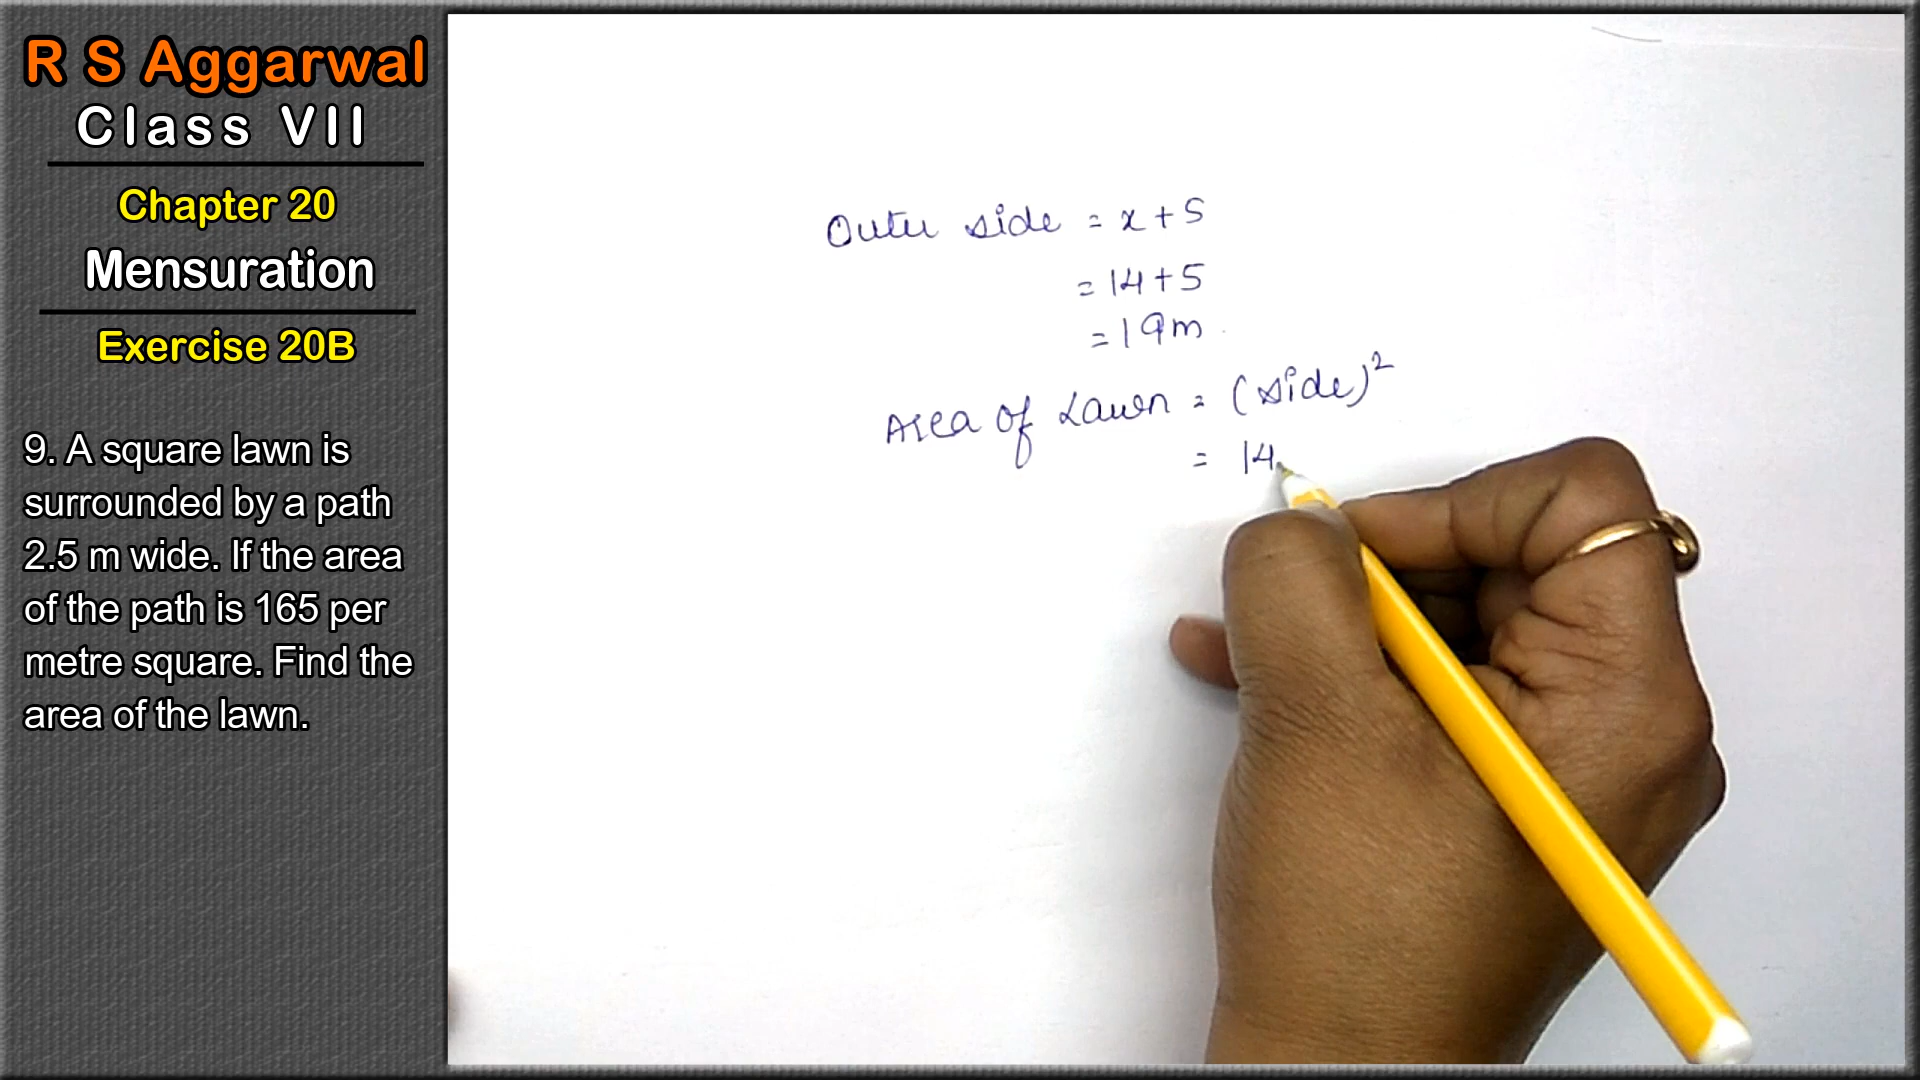 R S Aggarwal
Class VII
Chapter 20
Mensuration
Exercise 20B
9. A square lawn is
surrounded by a path
2.5 m wide. If the area
of the path is 165 per
metre square. Find the
area of the lawn.
Outer side = x + 5
= 14 + 5
= 19m
Area of Lawn = (side)²
= 14